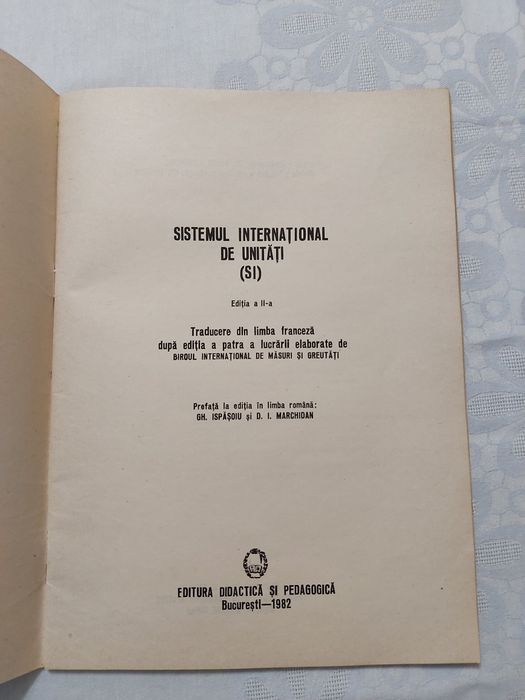 SISTEMUL INTERNAȚIONAL
DE UNITĂȚI
(SI)
Ediția a II-a
Traducere din limba franceză
după ediția a patra a lucrării elaborate de
BIROUL INTERNAȚIONAL DE MĂSURI ȘI GREUTĂȚI
Prefață la ediția în limba română:
GH. ISPĂȘOIU și D. I. MARCHIDAN
EDITURA DIDACTICĂ ȘI PEDAGOGICĂ
București—1982